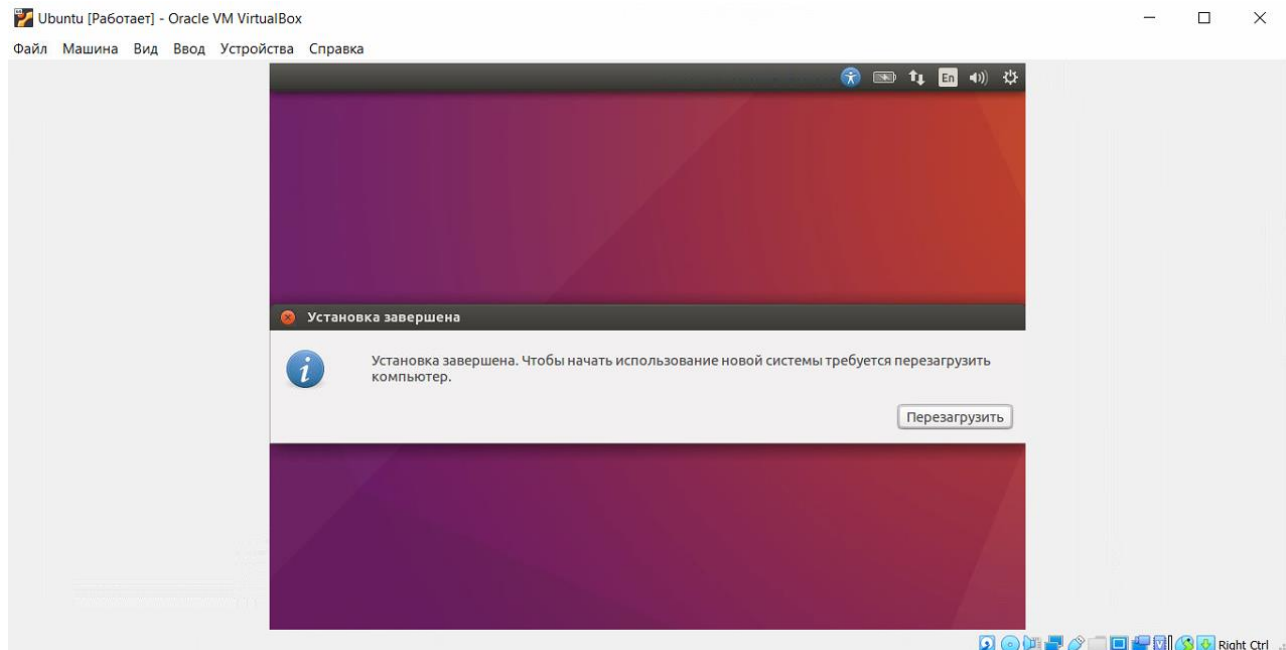 Ubuntu [Работает] - Oracle VM VirtualBox
Файл Машина Вид Ввод Устройства Справка
En
Установка завершена
Установка завершена. Чтобы начать использование новой системы требуется перезагрузить
компьютер.
Перезагрузить
Right Ctrl